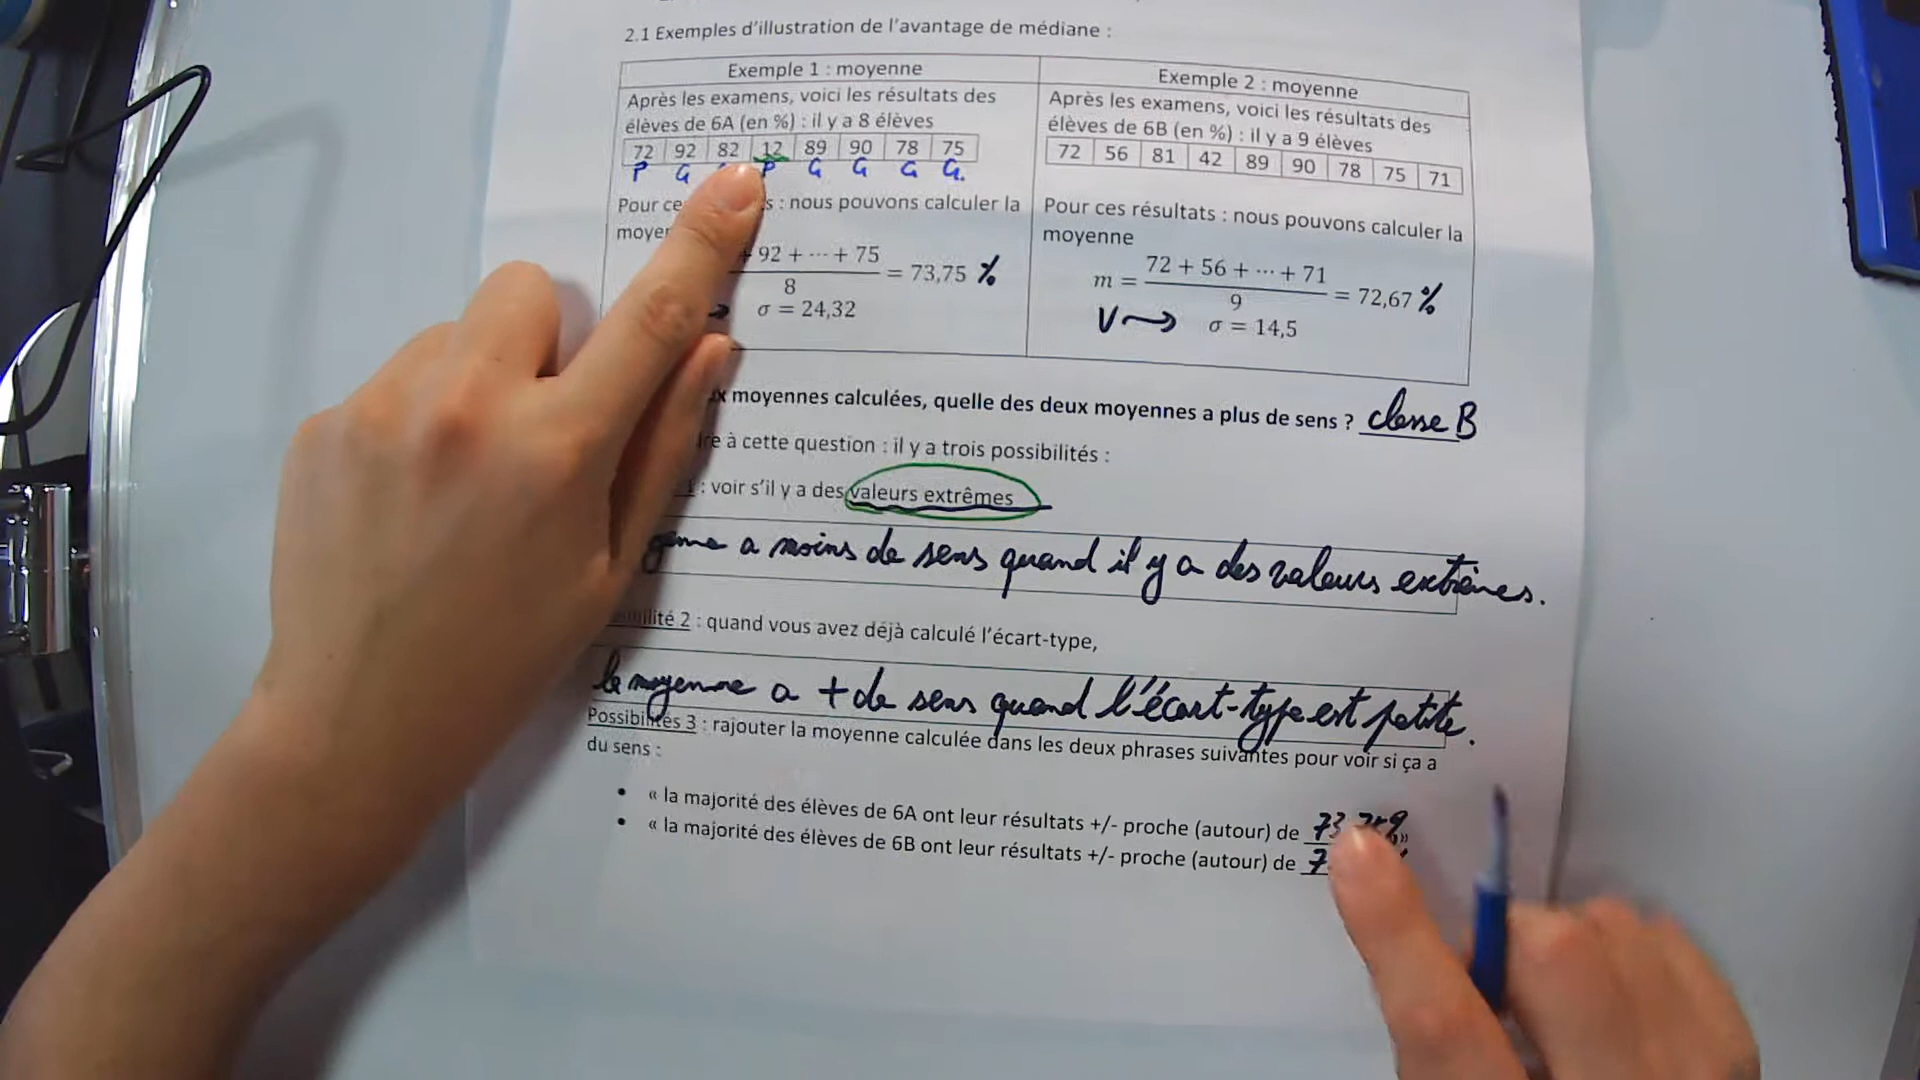 2.1 Exemples d'illustration de l'avantage de médiane :
Exemple 1 : moyenne
Après les examens, voici les résultats des
élèves de 6A (en %) : il y a 8 élèves
72 92 82 12 89 90 78 75
P G P G G G G.
Pour ces : nous pouvons calculer la
+ 92 + ··· + 75
8
= 73,75 %
→ σ = 24,32
Exemple 2 : moyenne
Après les examens, voici les résultats des
élèves de 6B (en %) : il y a 9 élèves
72 56 81 42 89 90 78 75 71
Pour ces résultats : nous pouvons calculer la
moyenne
m = 72 + 56 + ··· + 71
9
= 72,67 %
V → σ = 14,5
moyennes calculées, quelle des deux moyennes a plus de sens ? classe B
à cette question : il y a trois possibilités :
: voir s'il y a des valeurs extrêmes
a moins de sens quand il y a des valeurs extrêmes.
2 : quand vous avez déjà calculé l'écart-type,
la moyenne a + de sens quand l'écart-type est petite.
Possibilités 3 : rajouter la moyenne calculée dans les deux phrases suivantes pour voir si ça a
du sens :
• « la majorité des élèves de 6A ont leur résultats +/- proche (autour) de 73 »
• « la majorité des élèves de 6B ont leur résultats +/- proche (autour) de